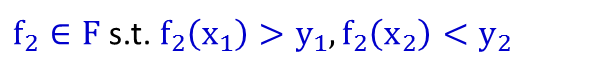 f₂ ∈ F s.t. f₂(x₁) > y₁, f₂(x₂) < y₂